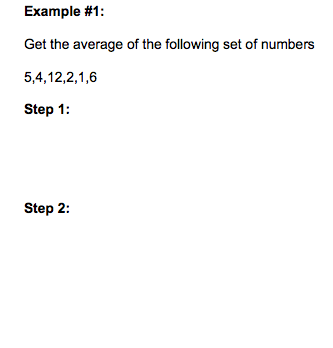 Example #1:
Get the average of the following set of numbers
5,4,12,2,1,6
Step 1:
Step 2: